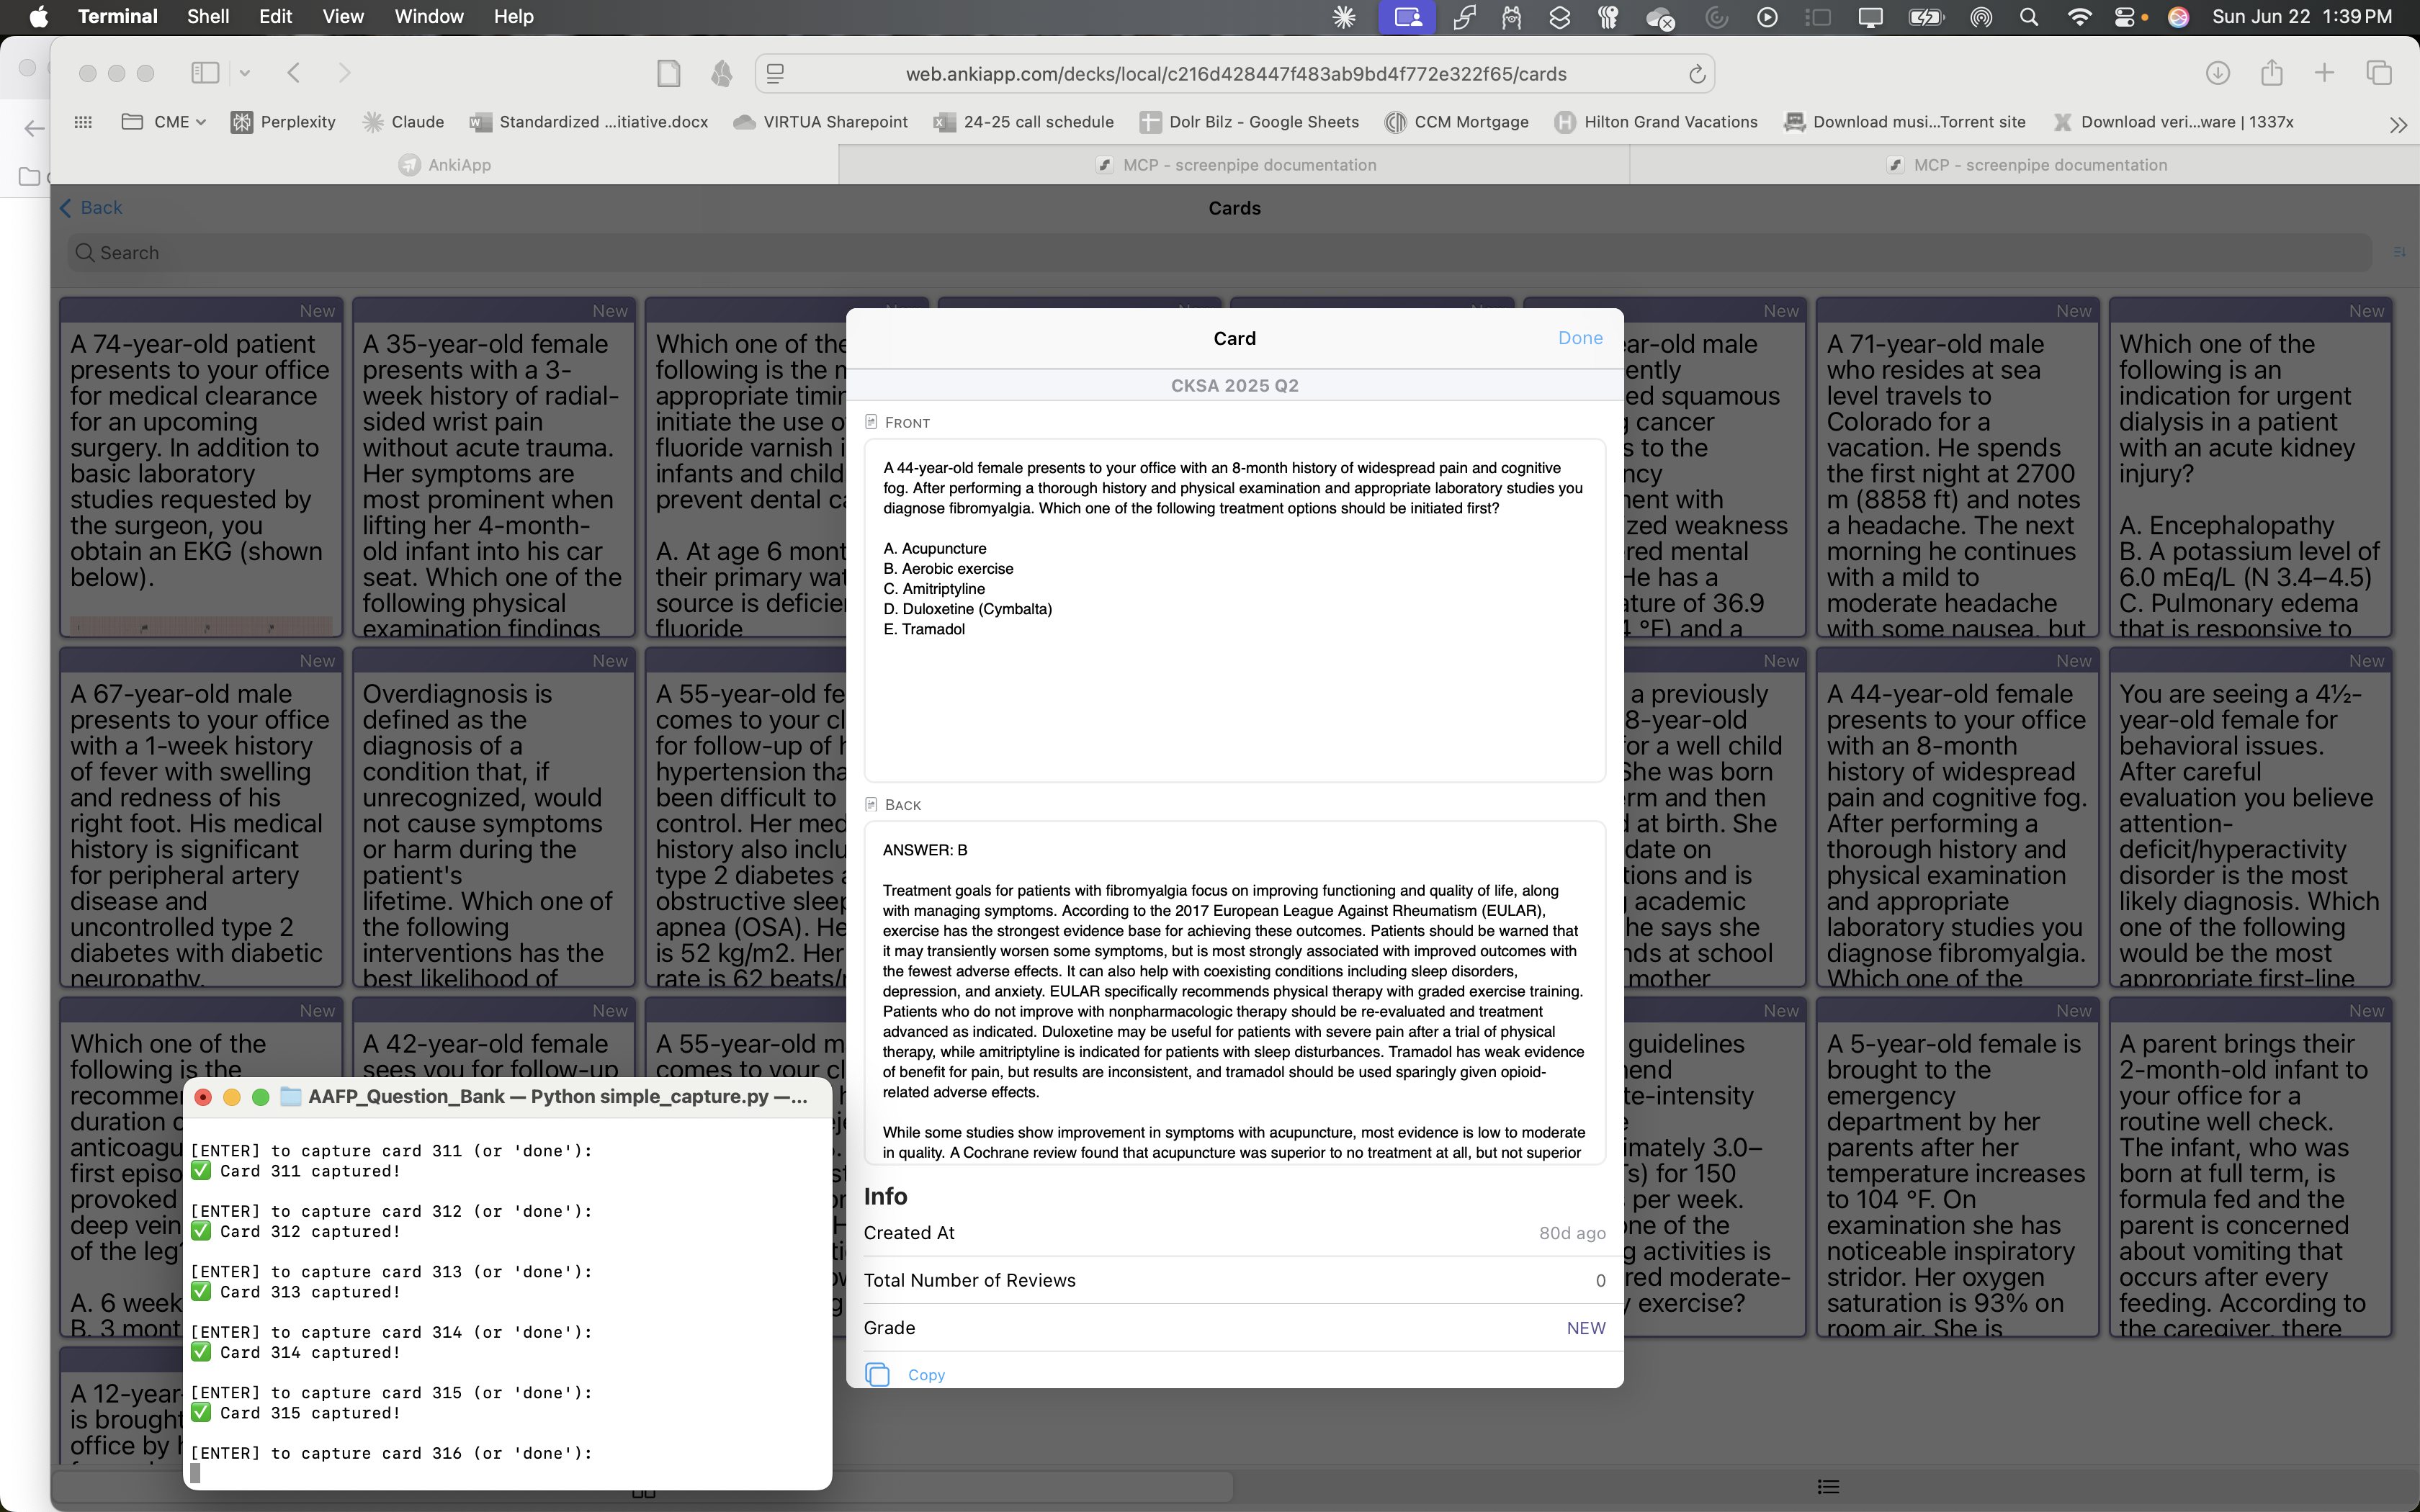 Terminal Shell Edit View Window Help Sun Jun 22 1:39 PM
web.ankiapp.com/decks/local/c216d428447f483ab9bd4f772e322f65/cards
CME Perplexity Claude Standardized ...itiative.docx VIRTUA Sharepoint 24-25 call schedule Dolr Bilz - Google Sheets CCM Mortgage Hilton Grand Vacations Download musi...Torrent site Download veri...ware | 1337x
AnkiApp MCP - screenpipe documentation MCP - screenpipe documentation
Back Cards
Search
New
A 74-year-old patient
presents to your office
for medical clearance
for an upcoming
surgery. In addition to
basic laboratory
studies requested by
the surgeon, you
obtain an EKG (shown
below).
New
A 35-year-old female
presents with a 3-
week history of radial-
sided wrist pain
without acute trauma.
Her symptoms are
most prominent when
lifting her 4-month-
old infant into his car
seat. Which one of the
following physical
examination findings
Which one of the
following is the
appropriate
initiate the use
fluoride varnish
infants and
prevent dental
A. At age 6
their primary
source is
fluoride
New
male
squamous
cancer
s to the
with
weakness
mental
He has a
of 36.9
°F) and a
New
A 71-year-old male
who resides at sea
level travels to
Colorado for a
vacation. He spends
the first night at 2700
m (8858 ft) and notes
a headache. The next
morning he continues
with a mild to
moderate headache
with some nausea, but
New
Which one of the
following is an
indication for urgent
dialysis in a patient
with an acute kidney
injury?
A. Encephalopathy
B. A potassium level of
6.0 mEq/L (N 3.4–4.5)
C. Pulmonary edema
that is responsive to
New
A 67-year-old male
presents to your office
with a 1-week history
of fever with swelling
and redness of his
right foot. His medical
history is significant
for peripheral artery
disease and
uncontrolled type 2
diabetes with diabetic
neuropathy.
New
Overdiagnosis is
defined as the
diagnosis of a
condition that, if
unrecognized, would
not cause symptoms
or harm during the
patient's
lifetime. Which one of
the following
interventions has the
best likelihood of
A 55-year-old
comes to your
for follow-up of
hypertension
been difficult to
control. Her
history also
type 2 diabetes
obstructive
apnea (OSA).
is 52 kg/m2. Her
rate is 62
New
a previously
8-year-old
for a well child
She was born
and then
at birth. She
date on
and is
academic
he says she
at school
mother
New
A 44-year-old female
presents to your office
with an 8-month
history of widespread
pain and cognitive fog.
After performing a
thorough history and
physical examination
and appropriate
laboratory studies you
diagnose fibromyalgia.
Which one of the
New
You are seeing a 4½-
year-old female for
behavioral issues.
After careful
evaluation you believe
attention-
deficit/hyperactivity
disorder is the most
likely diagnosis. Which
one of the following
would be the most
appropriate first-line
New
Which one of the
following is the
duration
first
provoked
deep
of the
A. 6
B. 3
New
A 42-year-old female
sees you for follow-up
A 55-year-old
comes to your
New
guidelines
3.0–
for 150
per week.
one of the
activities is
moderate-
exercise?
New
A 5-year-old female is
brought to the
emergency
department by her
parents after her
temperature increases
to 104 °F. On
examination she has
noticeable inspiratory
stridor. Her oxygen
saturation is 93% on
room air. She is
New
A parent brings their
2-month-old infant to
your office for a
routine well check.
The infant, who was
born at full term, is
formula fed and the
parent is concerned
about vomiting that
occurs after every
feeding. According to
the caregiver, there
A 12-year-
is brought
office by
Card Done
CKSA 2025 Q2
FRONT
A 44-year-old female presents to your office with an 8-month history of widespread pain and cognitive
fog. After performing a thorough history and physical examination and appropriate laboratory studies you
diagnose fibromyalgia. Which one of the following treatment options should be initiated first?
A. Acupuncture
B. Aerobic exercise
C. Amitriptyline
D. Duloxetine (Cymbalta)
E. Tramadol
BACK
ANSWER: B
Treatment goals for patients with fibromyalgia focus on improving functioning and quality of life, along
with managing symptoms. According to the 2017 European League Against Rheumatism (EULAR),
exercise has the strongest evidence base for achieving these outcomes. Patients should be warned that
it may transiently worsen some symptoms, but is most strongly associated with improved outcomes with
the fewest adverse effects. It can also help with coexisting conditions including sleep disorders,
depression, and anxiety. EULAR specifically recommends physical therapy with graded exercise training.
Patients who do not improve with nonpharmacologic therapy should be re-evaluated and treatment
advanced as indicated. Duloxetine may be useful for patients with severe pain after a trial of physical
therapy, while amitriptyline is indicated for patients with sleep disturbances. Tramadol has weak evidence
of benefit for pain, but results are inconsistent, and tramadol should be used sparingly given opioid-
related adverse effects.
While some studies show improvement in symptoms with acupuncture, most evidence is low to moderate
in quality. A Cochrane review found that acupuncture was superior to no treatment at all, but not superior
Info
Created At 80d ago
Total Number of Reviews 0
Grade NEW
Copy
AAFP_Question_Bank — Python simple_capture.py —...
[ENTER] to capture card 311 (or 'done'):
✅ Card 311 captured!
[ENTER] to capture card 312 (or 'done'):
✅ Card 312 captured!
[ENTER] to capture card 313 (or 'done'):
✅ Card 313 captured!
[ENTER] to capture card 314 (or 'done'):
✅ Card 314 captured!
[ENTER] to capture card 315 (or 'done'):
✅ Card 315 captured!
[ENTER] to capture card 316 (or 'done'):